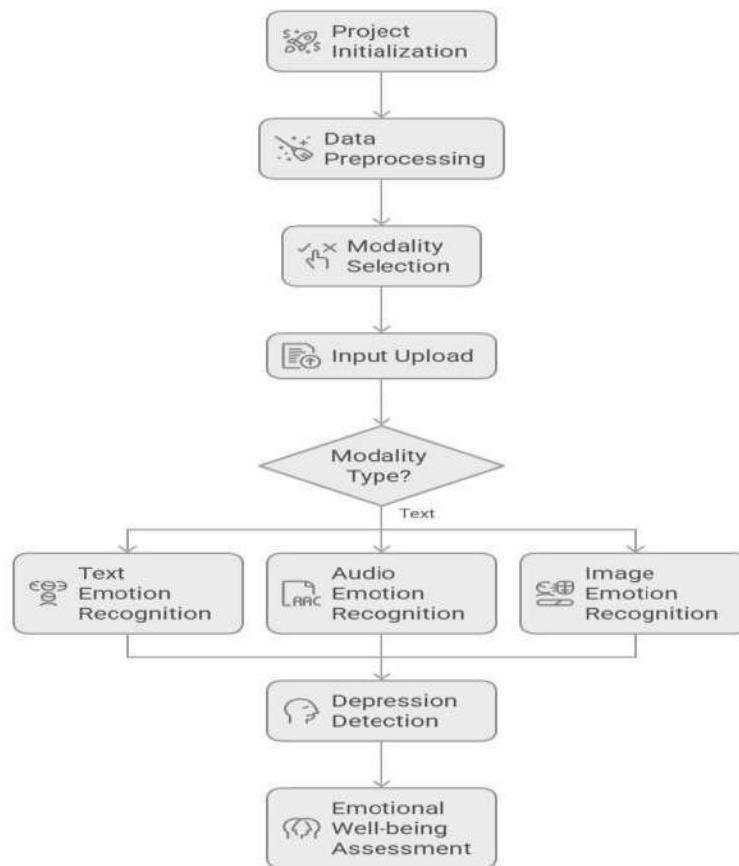 Project
Initialization
Data
Preprocessing
Modality
Selection
Input Upload
Modality
Type?
Text
Text
Emotion
Recognition
AAC
Audio
Emotion
Recognition
Image
Emotion
Recognition
Depression
Detection
Emotional
Well-being
Assessment